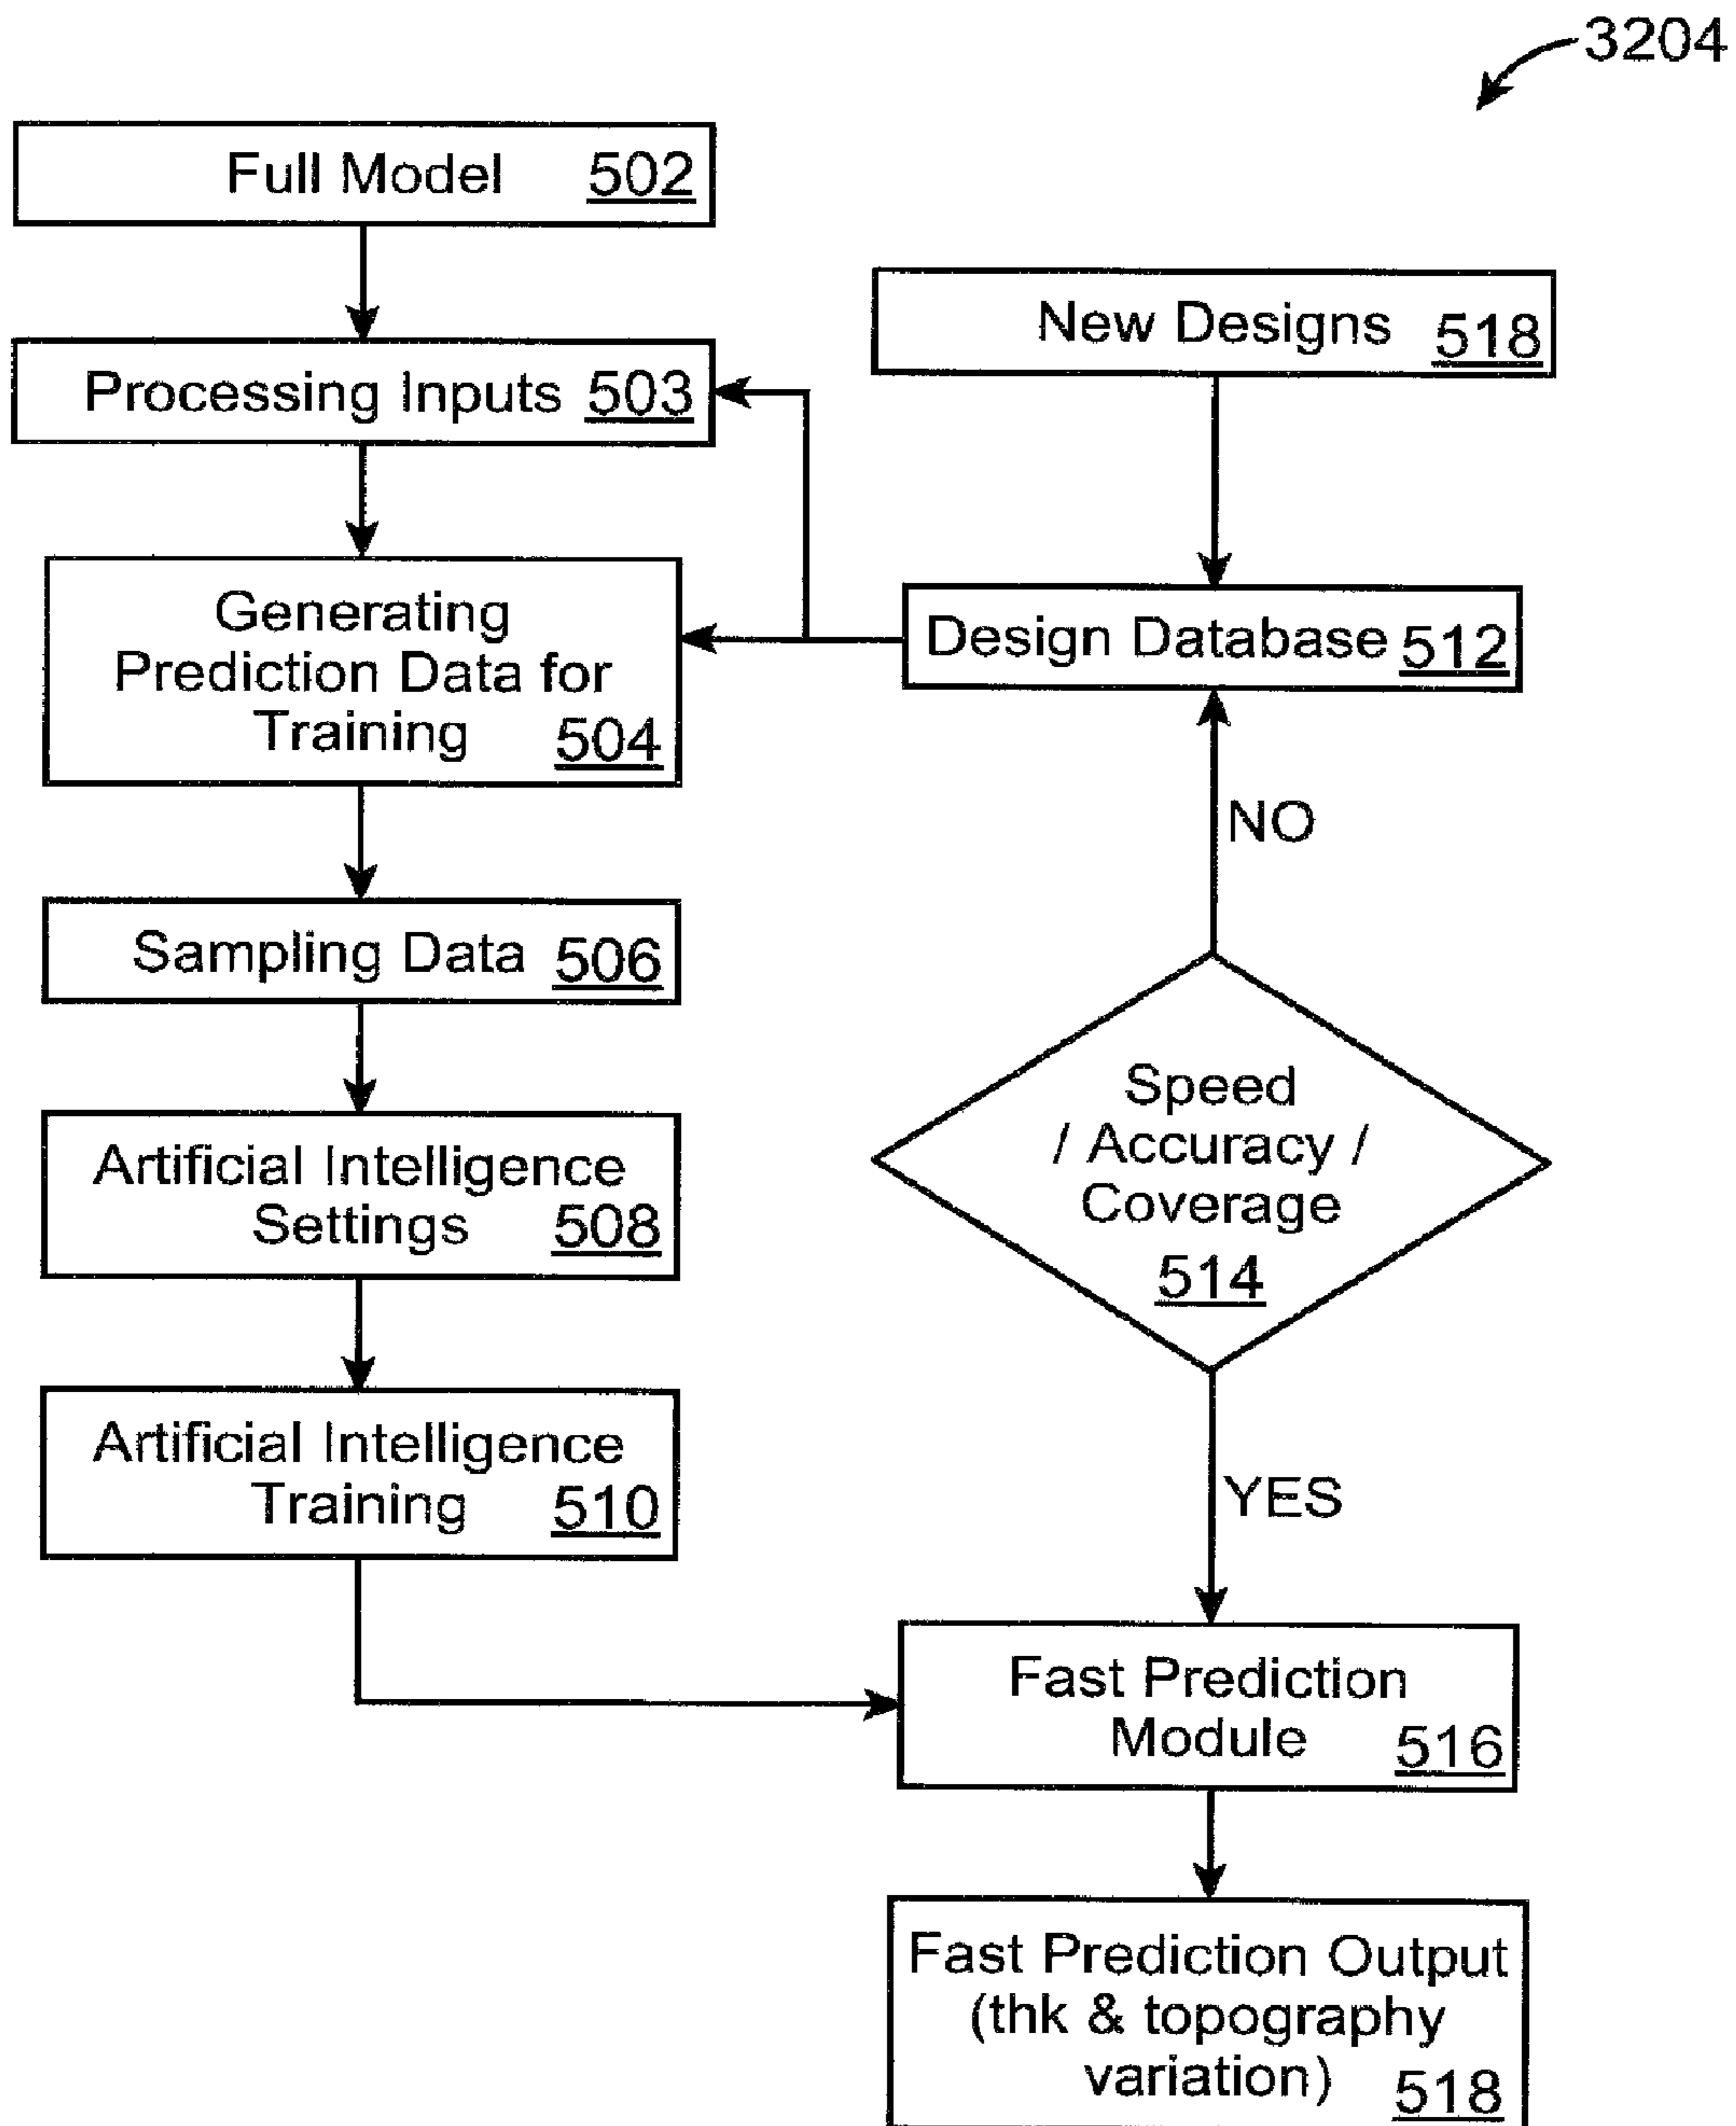 3204
Full Model 502
Processing Inputs 503
Generating
Prediction Data for
Training 504
Sampling Data 506
Artificial Intelligence
Settings 508
Artificial Intelligence
Training 510
New Designs 518
Design Database 512
NO
Speed
/ Accuracy /
Coverage
514
YES
Fast Prediction
Module 516
Fast Prediction Output
(thk & topography
variation) 518